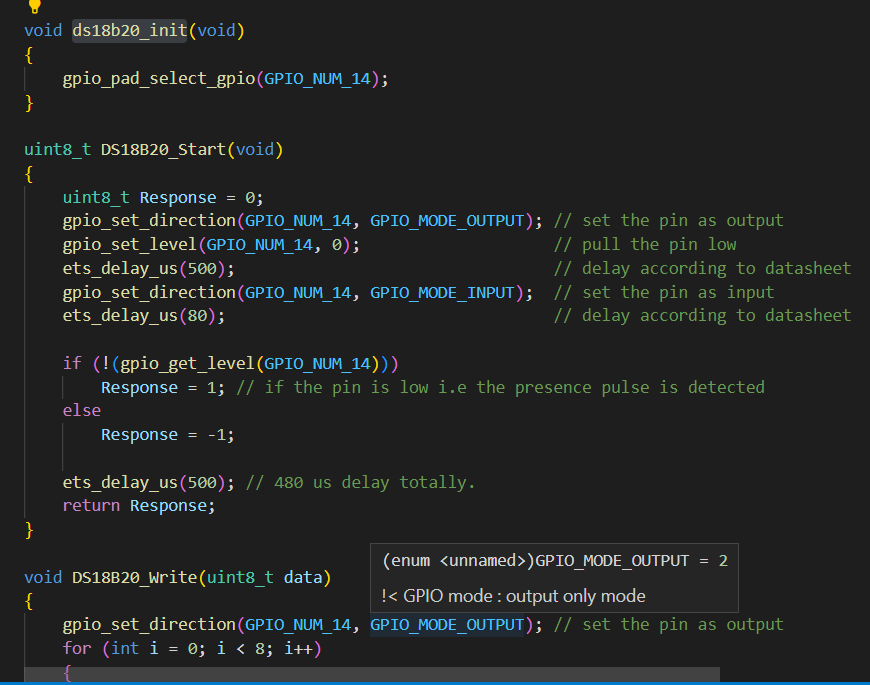 void ds18b20_init(void)
{
gpio_pad_select_gpio(GPIO_NUM_14);
}
uint8_t DS18B20_Start(void)
{
uint8_t Response = 0;
gpio_set_direction(GPIO_NUM_14, GPIO_MODE_OUTPUT); // set the pin as output
gpio_set_level(GPIO_NUM_14, 0); // pull the pin low
ets_delay_us(500); // delay according to datasheet
gpio_set_direction(GPIO_NUM_14, GPIO_MODE_INPUT); // set the pin as input
ets_delay_us(80); // delay according to datasheet
if (!(gpio_get_level(GPIO_NUM_14)))
Response = 1; // if the pin is low i.e the presence pulse is detected
else
Response = -1;
ets_delay_us(500); // 480 us delay totally.
return Response;
}
(enum <unnamed>)GPIO_MODE_OUTPUT = 2
!< GPIO mode : output only mode
void DS18B20_Write(uint8_t data)
{
gpio_set_direction(GPIO_NUM_14, GPIO_MODE_OUTPUT); // set the pin as output
for (int i = 0; i < 8; i++)
{